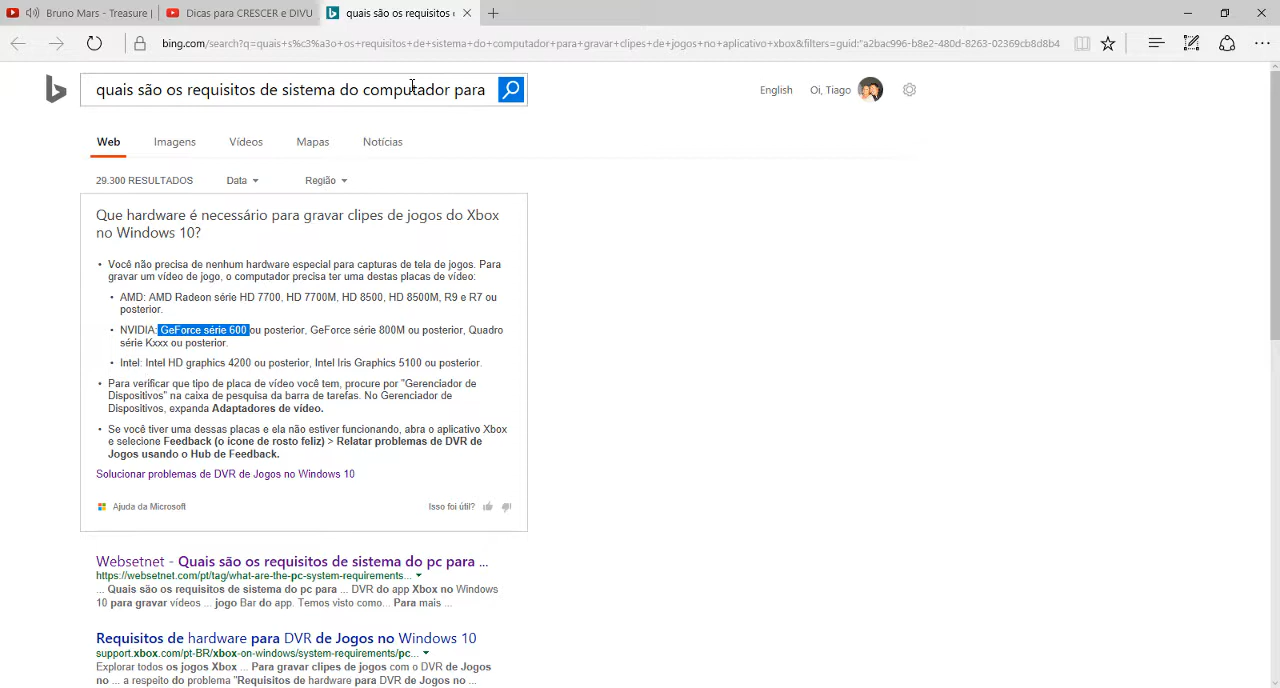 Bruno Mars - Treasure |
Dicas para CRESCER e DIVU
quais são os requisitos
bing.com/search?q=quais+s%c3%a3o+os+requisitos+de+sistema+do+computador+para+gravar+clipes+de+jogos+no+aplicativo+xbox&filters=guid:"a2bac996-b8e2-480d-8263-02369cb8d8b4
quais são os requisitos de sistema do computador para
English
Oi, Tiago
Web
Imagens
Vídeos
Mapas
Notícias
29.300 RESULTADOS
Data
Região
Que hardware é necessário para gravar clipes de jogos do Xbox
no Windows 10?
• Você não precisa de nenhum hardware especial para capturas de tela de jogos. Para
gravar um vídeo de jogo, o computador precisa ter uma destas placas de vídeo:
• AMD: AMD Radeon série HD 7700, HD 7700M, HD 8500, HD 8500M, R9 e R7 ou
posterior.
• NVIDIA: GeForce série 600 ou posterior, GeForce série 800M ou posterior, Quadro
série Kxxx ou posterior.
• Intel: Intel HD graphics 4200 ou posterior, Intel Iris Graphics 5100 ou posterior.
• Para verificar que tipo de placa de vídeo você tem, procure por "Gerenciador de
Dispositivos" na caixa de pesquisa da barra de tarefas. No Gerenciador de
Dispositivos, expanda Adaptadores de vídeo.
• Se você tiver uma dessas placas e ela não estiver funcionando, abra o aplicativo Xbox
e selecione Feedback (o ícone de rosto feliz) > Relatar problemas de DVR de
Jogos usando o Hub de Feedback.
Solucionar problemas de DVR de Jogos no Windows 10
Ajuda da Microsoft
Isso foi útil?
Websetnet - Quais são os requisitos de sistema do pc para ...
https://websetnet.com/pt/tag/what-are-the-pc-system-requirements...
... Quais são os requisitos de sistema do pc para ... DVR do app Xbox no Windows
10 para gravar vídeos ... jogo Bar do app. Temos visto como... Para mais ...
Requisitos de hardware para DVR de Jogos no Windows 10
support.xbox.com/pt-BR/xbox-on-windows/system-requirements/pc...
Explorar todos os jogos Xbox ... Para gravar clipes de jogos com o DVR de Jogos
no ... a respeito do problema "Requisitos de hardware para DVR de Jogos no ...